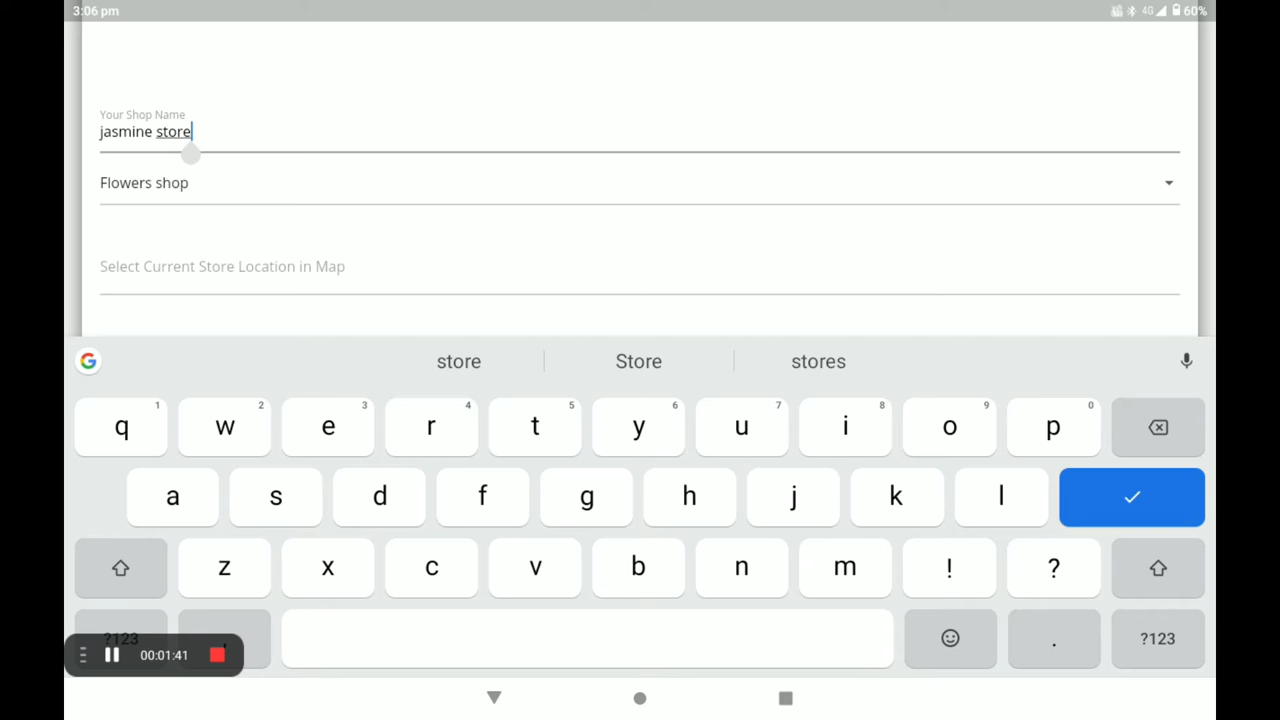 3:06 pm
4G 60%
Your Shop Name
jasmine store
Flowers shop
Select Current Store Location in Map
G store Store stores
q 1 w 2 e 3 r 4 t 5 y 6 u 7 i 8 o 9 p 0
a s d f g h j k l
z x c v b n m ! ?
?123 , . ?123
00:01:41